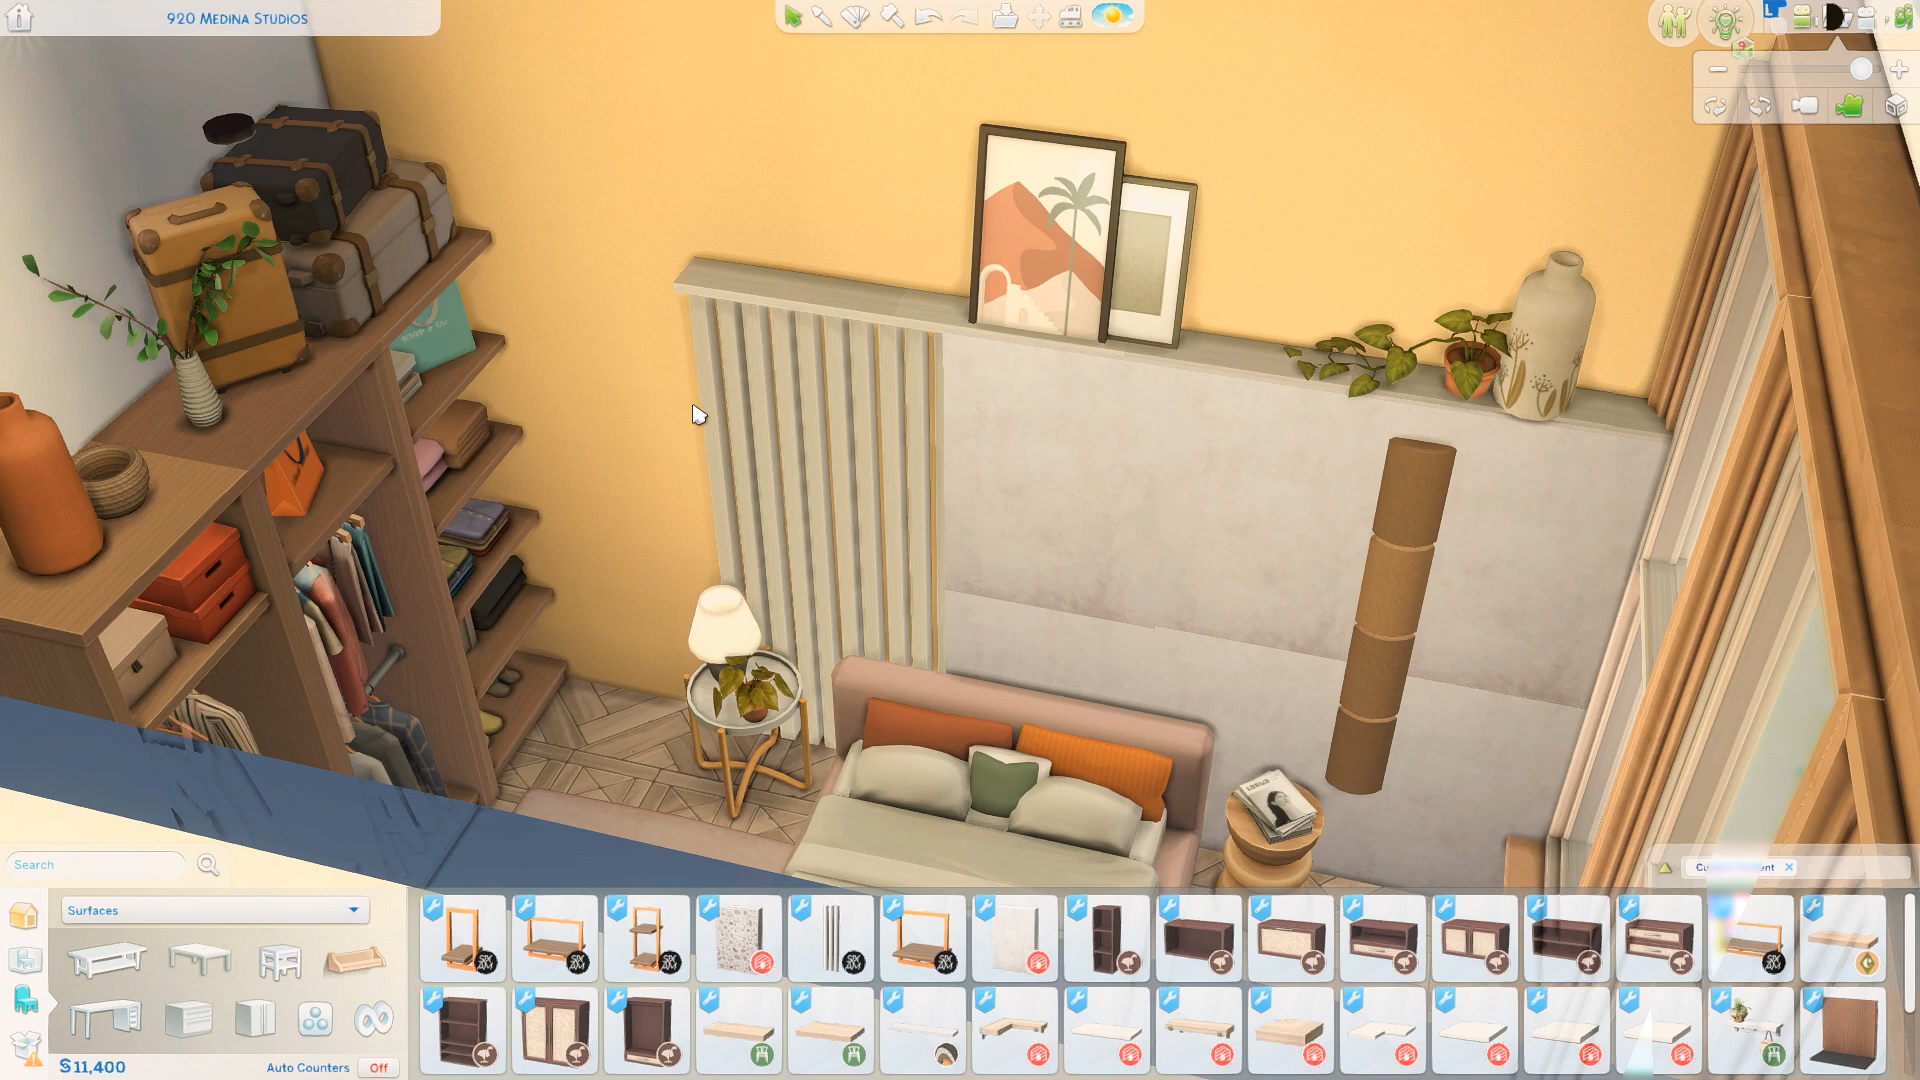 920 MEDINA STUDIOS
Search
Surfaces
§11,400
Auto Counters
Off